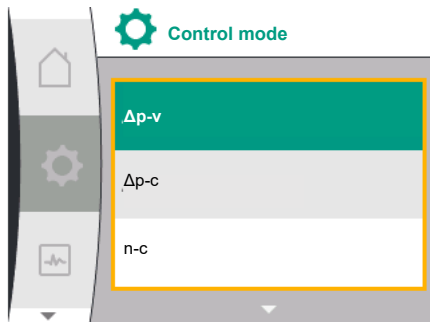 Control mode
Δp-v
Δp-c
n-c